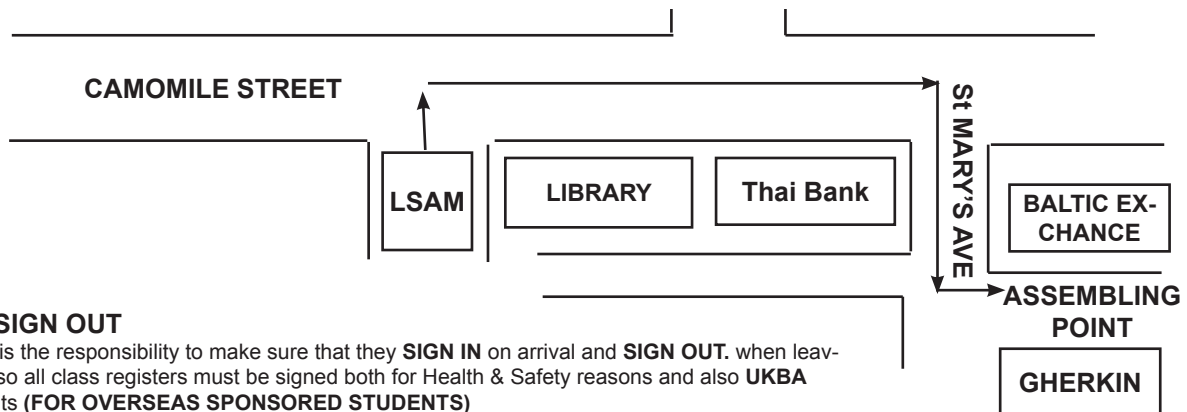 CAMOMILE STREET
St MARY'S AVE
LSAM
LIBRARY
Thai Bank
BALTIC EX-
CHANCE
ASSEMBLING
POINT
GHERKIN
SIGN OUT
is the responsibility to make sure that they SIGN IN on arrival and SIGN OUT. when leav-
so all class registers must be signed both for Health & Safety reasons and also UKBA
ts (FOR OVERSEAS SPONSORED STUDENTS)